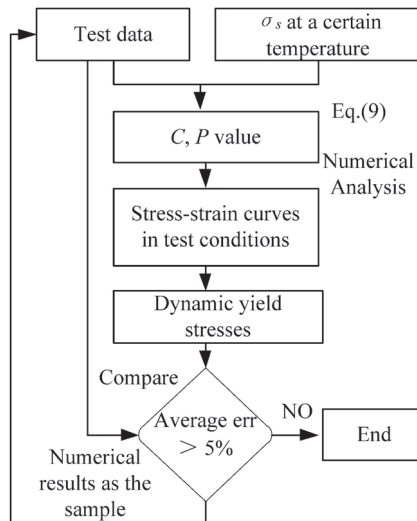 Test data
σs at a certain
temperature
Eq.(9)
C, P value
Numerical
Analysis
Stress-strain curves
in test conditions
Dynamic yield
stresses
Compare
Average err
> 5%
NO
End
Numerical
results as the
sample